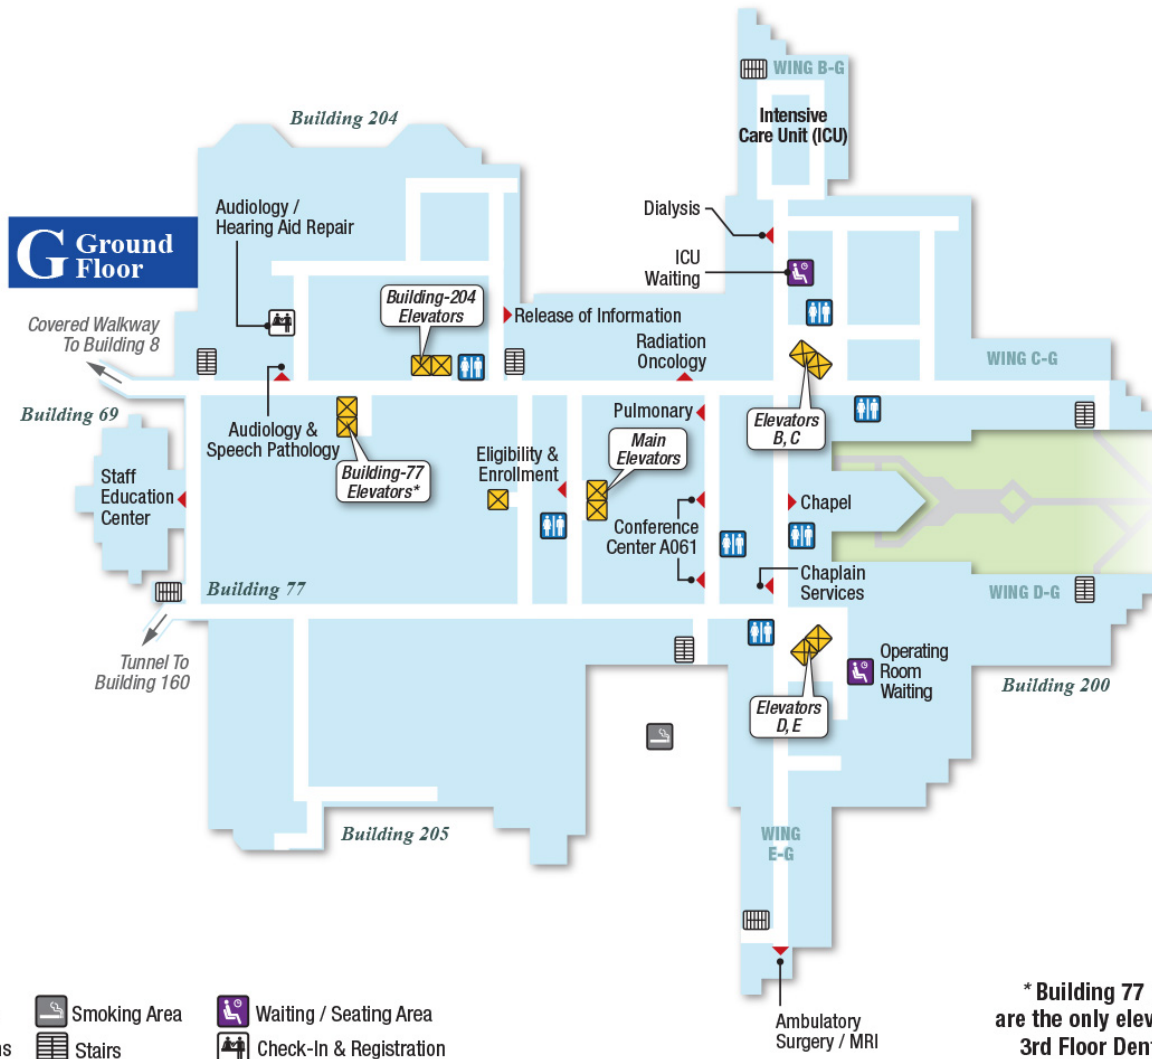 WING B-G
Building 204
Intensive
Care Unit (ICU)
G Ground
Floor
Audiology /
Hearing Aid Repair
Dialysis
ICU
Waiting
Building-204
Elevators
Release of Information
Covered Walkway
To Building 8
Radiation
Oncology
WING C-G
Building 69
Audiology &
Speech Pathology
Pulmonary
Elevators
B, C
Main
Elevators
Building-77
Elevators*
Eligibility &
Enrollment
Staff
Education
Center
Conference
Center A061
Chapel
Chaplain
Services
Building 77
WING D-G
Tunnel To
Building 160
Operating
Room
Waiting
Building 200
Elevators
D, E
Building 205
WING
E-G
Smoking Area
Waiting / Seating Area
Stairs
Check-In & Registration
Ambulatory
Surgery / MRI
* Building 77
are the only
3rd Floor